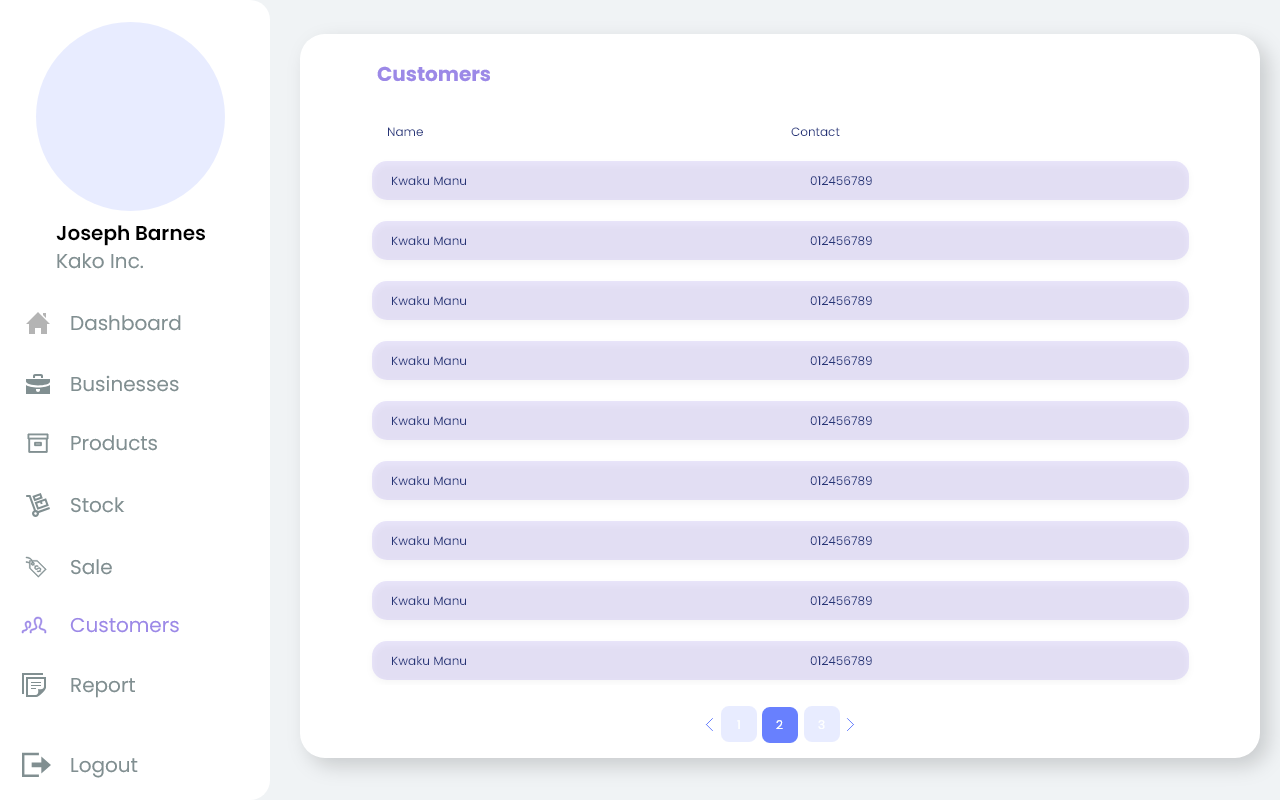 Joseph Barnes
Kako Inc.
Dashboard
Businesses
Products
Stock
Sale
Customers
Report
Logout
Customers
Name Contact
Kwaku Manu 012456789
Kwaku Manu 012456789
Kwaku Manu 012456789
Kwaku Manu 012456789
Kwaku Manu 012456789
Kwaku Manu 012456789
Kwaku Manu 012456789
Kwaku Manu 012456789
Kwaku Manu 012456789
1 2 3